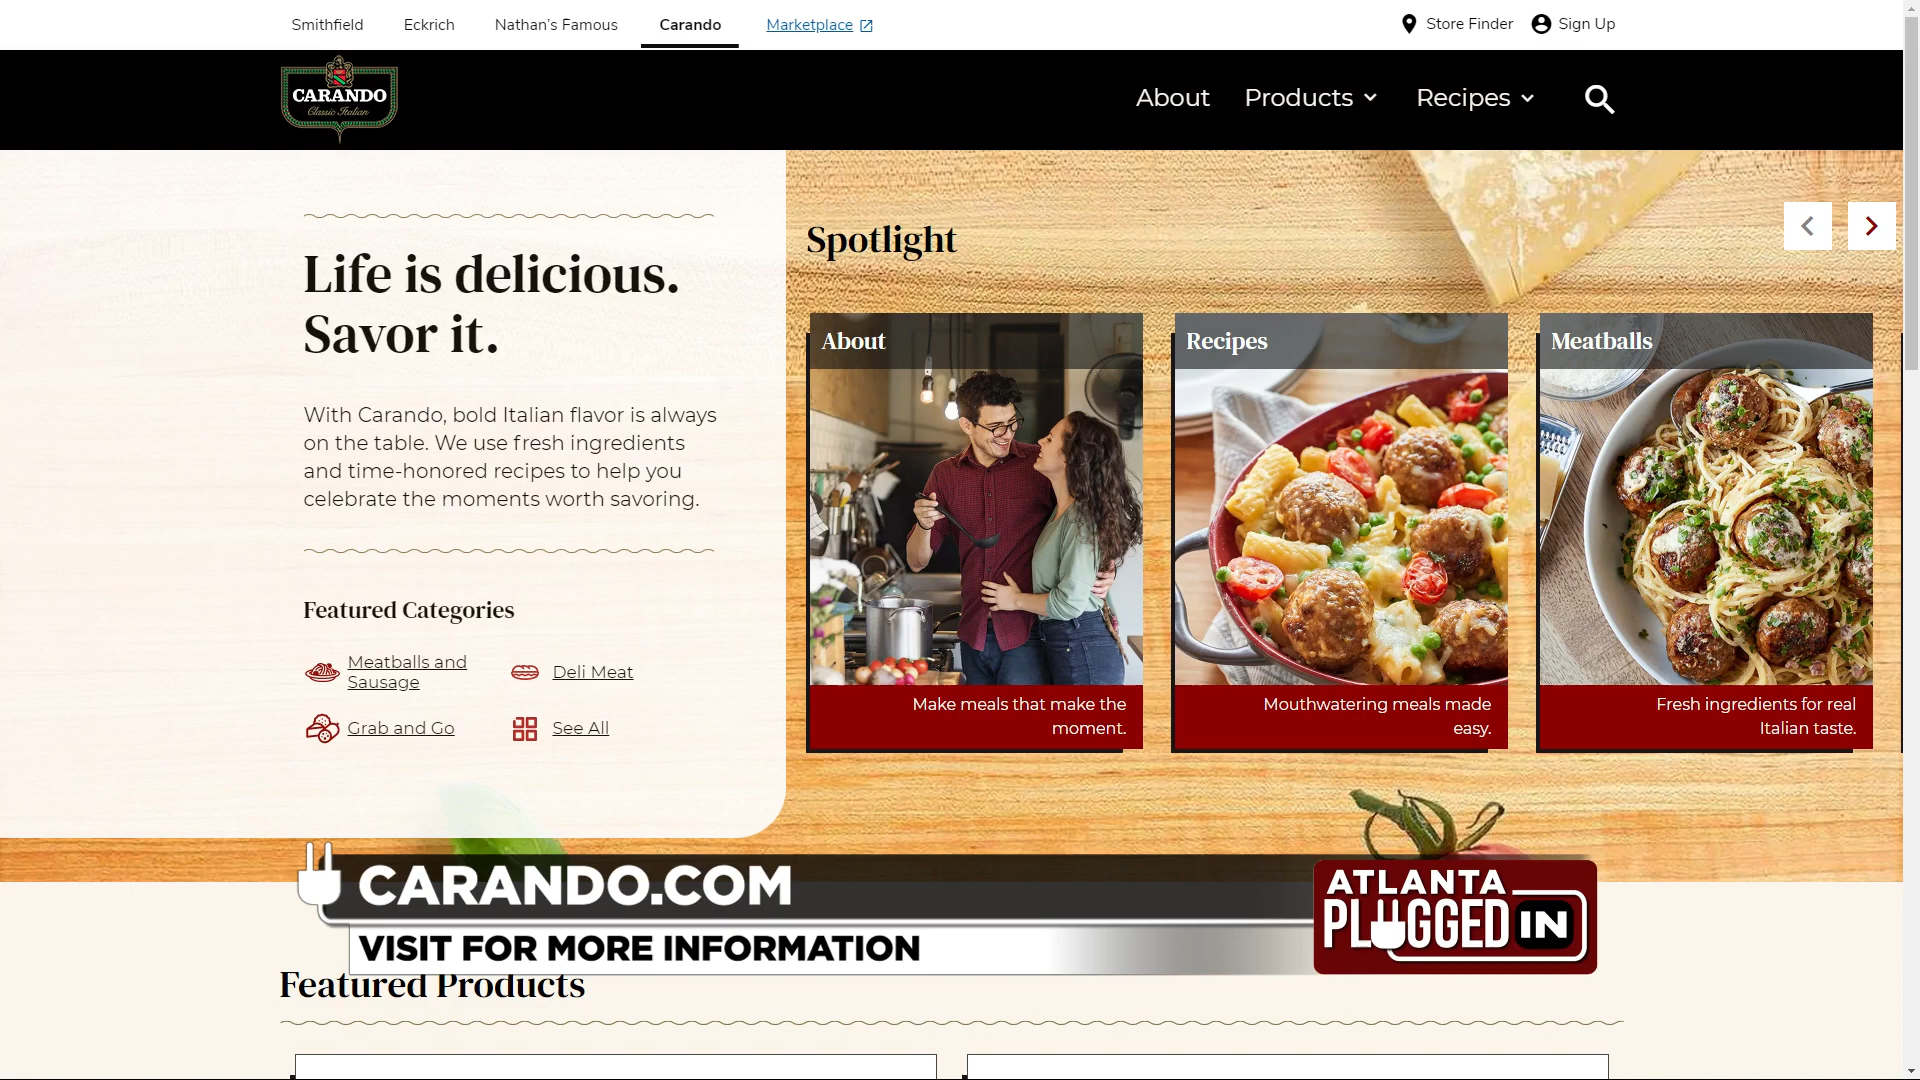 Smithfield
Eckrich
Nathan's Famous
Carando
Marketplace
Store Finder
Sign Up
CARANDO
Classic Italian
About
Products
Recipes
Life is delicious.
Savor it.
With Carando, bold Italian flavor is always
on the table. We use fresh ingredients
and time-honored recipes to help you
celebrate the moments worth savoring.
Featured Categories
Meatballs and
Sausage
Deli Meat
Grab and Go
See All
Spotlight
About
Make meals that make the
moment.
Recipes
Mouthwatering meals made
easy.
Meatballs
Fresh ingredients for real
Italian taste.
CARANDO.COM
VISIT FOR MORE INFORMATION
ATLANTA
PLUGGED IN
Featured Products